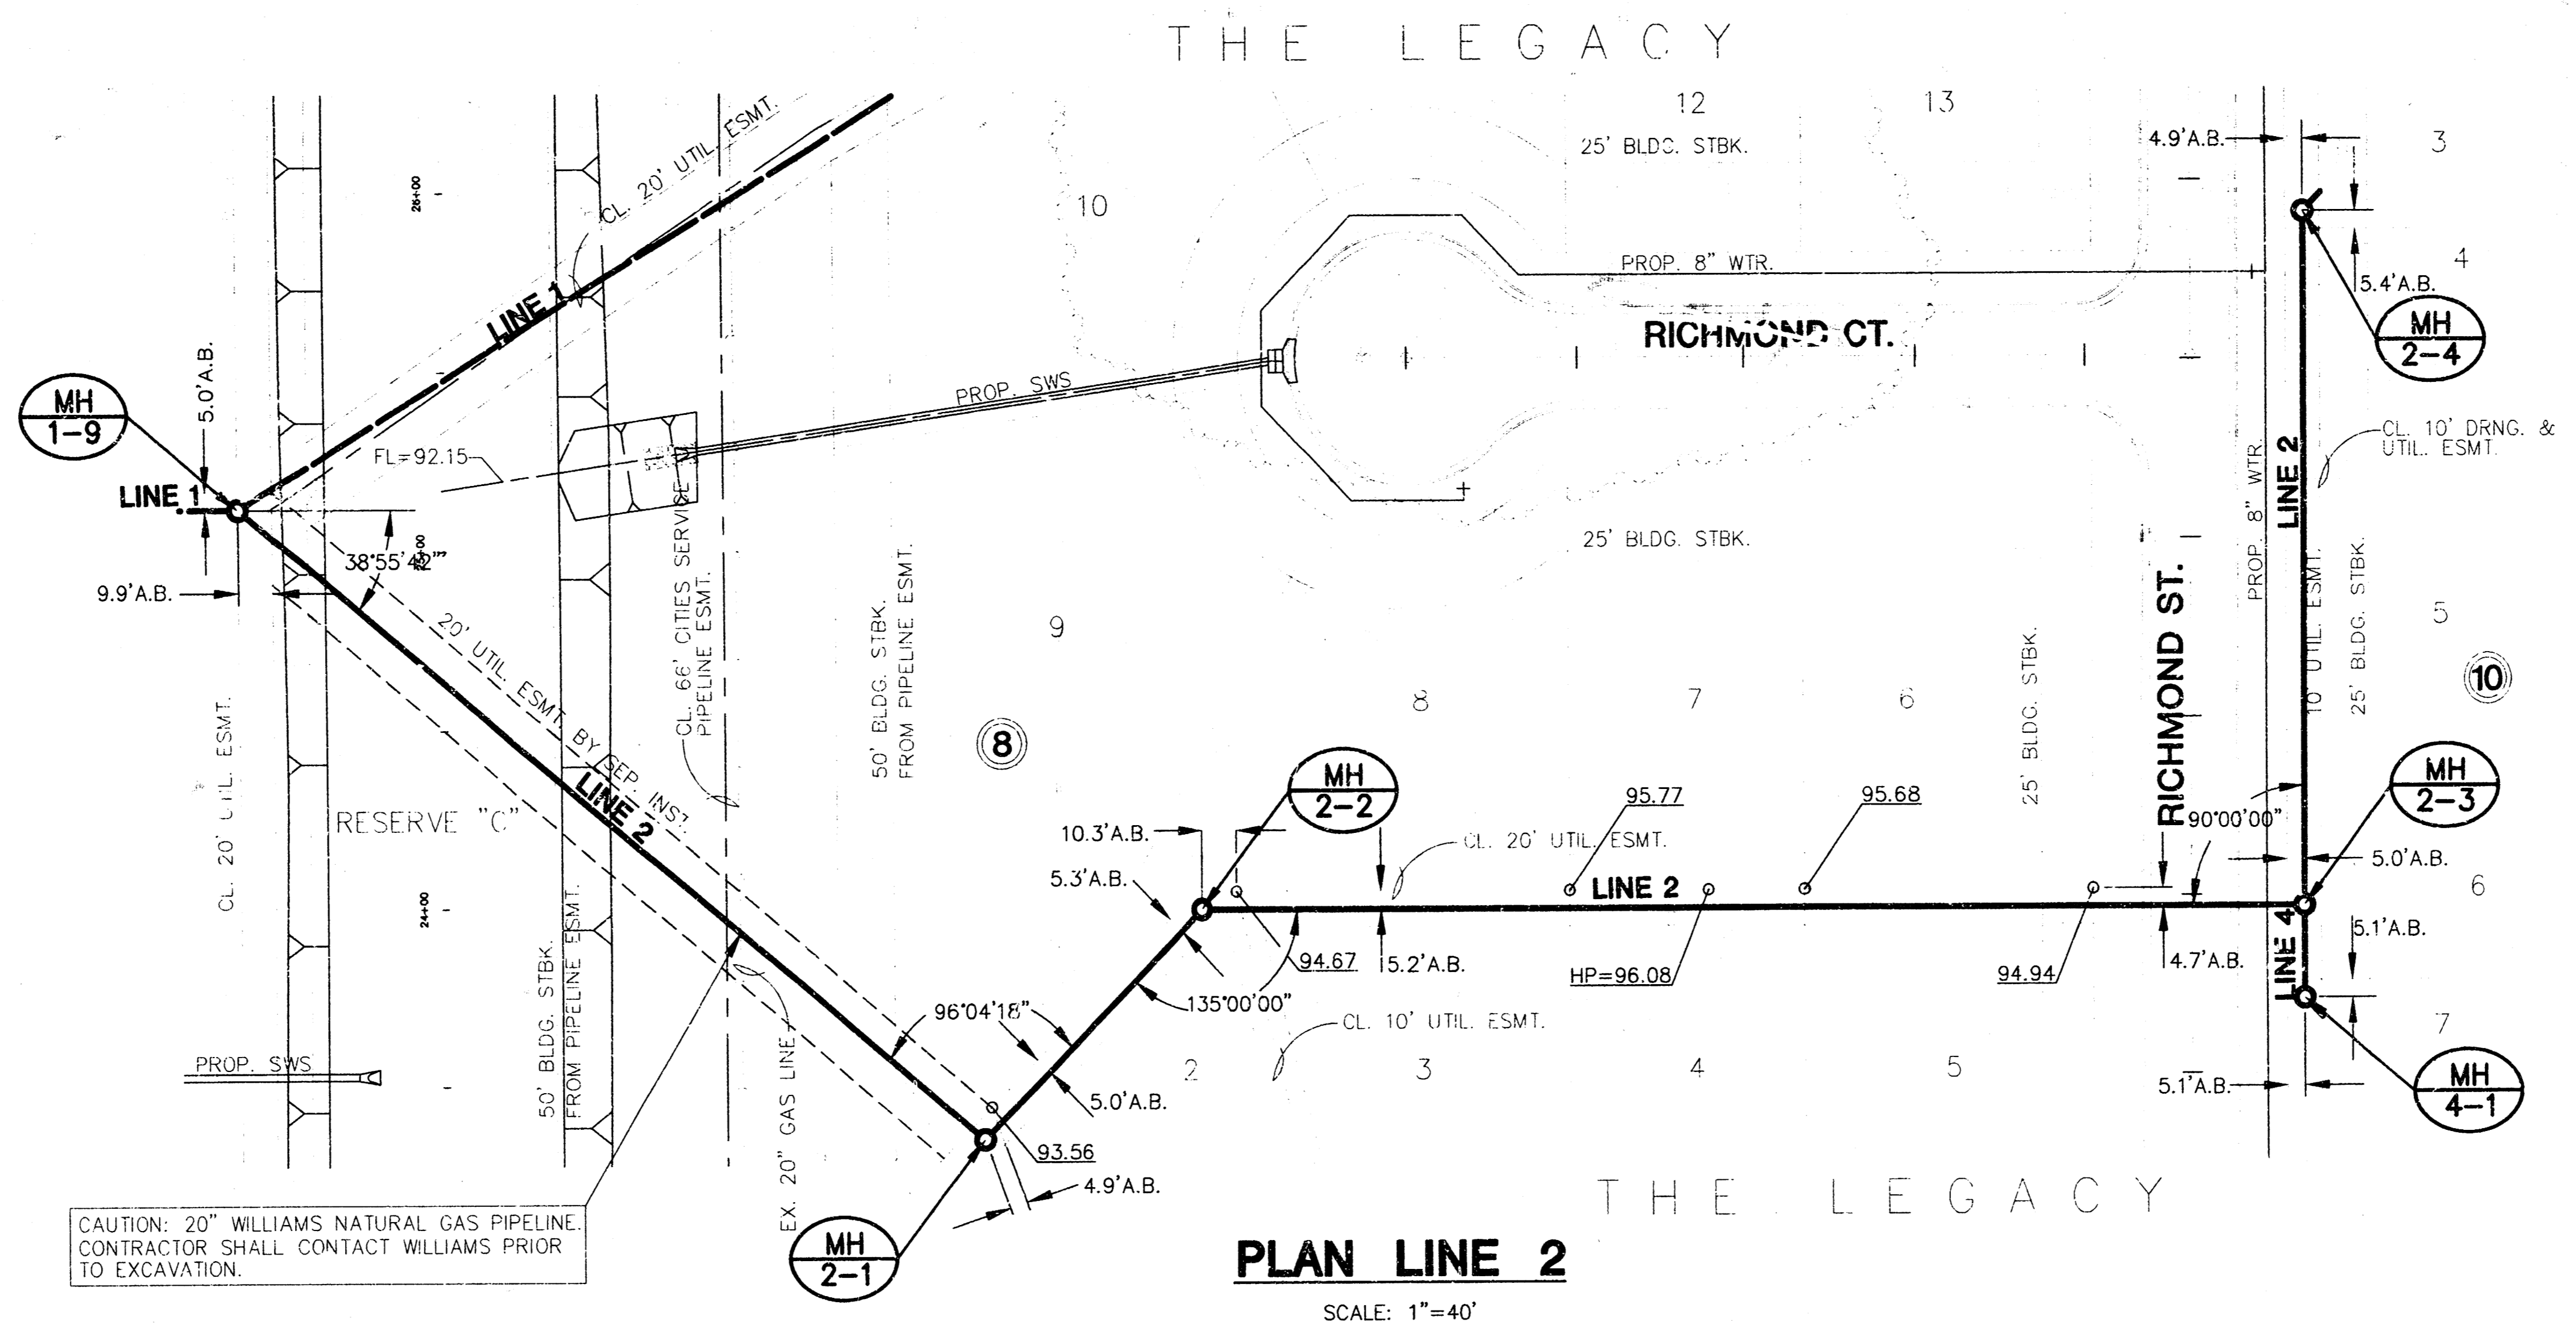 THE LEGACY
12
13
3
25' BLDG. STBK.
4.9'A.B.
CL. 20' UTIL. ESMT.
26+00
10
4
PROP. 8" WTR.
5.4'A.B.
LINE 1
RICHMOND CT.
MH
2-4
5.0'A.B.
PROP. SWS
MH
1-9
FL=92.15
CL. 10' DRNG. &
UTIL. ESMT.
LINE 1
LINE 2
PROP. 8" WTR.
25' BLDG. STBK.
38°55'42"
25+00
9.9'A.B.
20' UTIL. ESMT. BY SEP. INST.
CL. 66' CITIES SERVICE
PIPELINE ESMT.
50' BLDG. STBK.
FROM PIPELINE ESMT.
9
5
10' UTIL. ESMT.
25' BLDG. STBK.
RICHMOND ST.
25' BLDG. STBK.
8
7
6
10
8
CL. 20' UTIL. ESMT.
RESERVE "C"
LINE 2
MH
2-2
95.77
95.68
MH
2-3
90°00'00"
10.3'A.B.
CL. 20' UTIL. ESMT.
5.0'A.B.
5.3'A.B.
LINE 2
6
24+00
94.67
5.2'A.B.
HP=96.08
94.94
4.7'A.B.
LINE 4
5.1'A.B.
50' BLDG. STBK.
FROM PIPELINE ESMT.
96°04'18"
135°00'00"
CL. 10' UTIL. ESMT.
7
PROP. SWS
EX. 20" GAS LINE
2
3
4
5
5.1'A.B.
MH
4-1
5.0'A.B.
93.56
4.9'A.B.
THE LEGACY
CAUTION: 20" WILLIAMS NATURAL GAS PIPELINE.
CONTRACTOR SHALL CONTACT WILLIAMS PRIOR
TO EXCAVATION.
MH
2-1
PLAN LINE 2
SCALE: 1"=40'